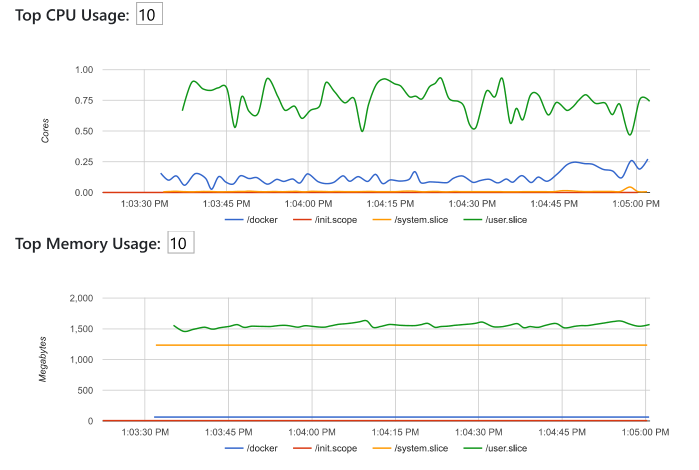 Top CPU Usage: 10
1.00
0.75
Cores
0.50
0.25
0.00
1:03:30 PM 1:03:45 PM 1:04:00 PM 1:04:15 PM 1:04:30 PM 1:04:45 PM 1:05:00 PM
/docker /init.scope /system.slice /user.slice
Top Memory Usage: 10
2,000
1,500
Megabytes
1,000
500
0
1:03:30 PM 1:03:45 PM 1:04:00 PM 1:04:15 PM 1:04:30 PM 1:04:45 PM 1:05:00 PM
/docker /init.scope /system.slice /user.slice